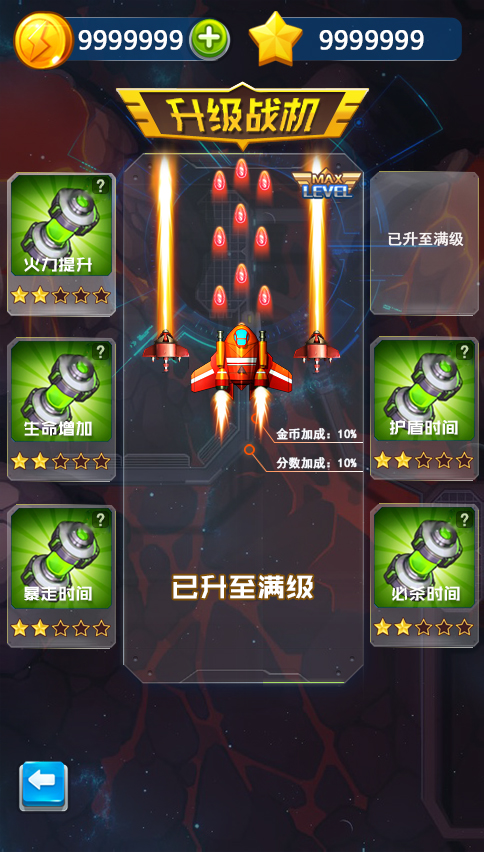 9999999
9999999
升级战机
MAX
LEVEL
?
火力提升
已升至满级
?
生命增加
?
护盾时间
金币加成：10%
分数加成：10%
?
暴走时间
?
必杀时间
已升至满级